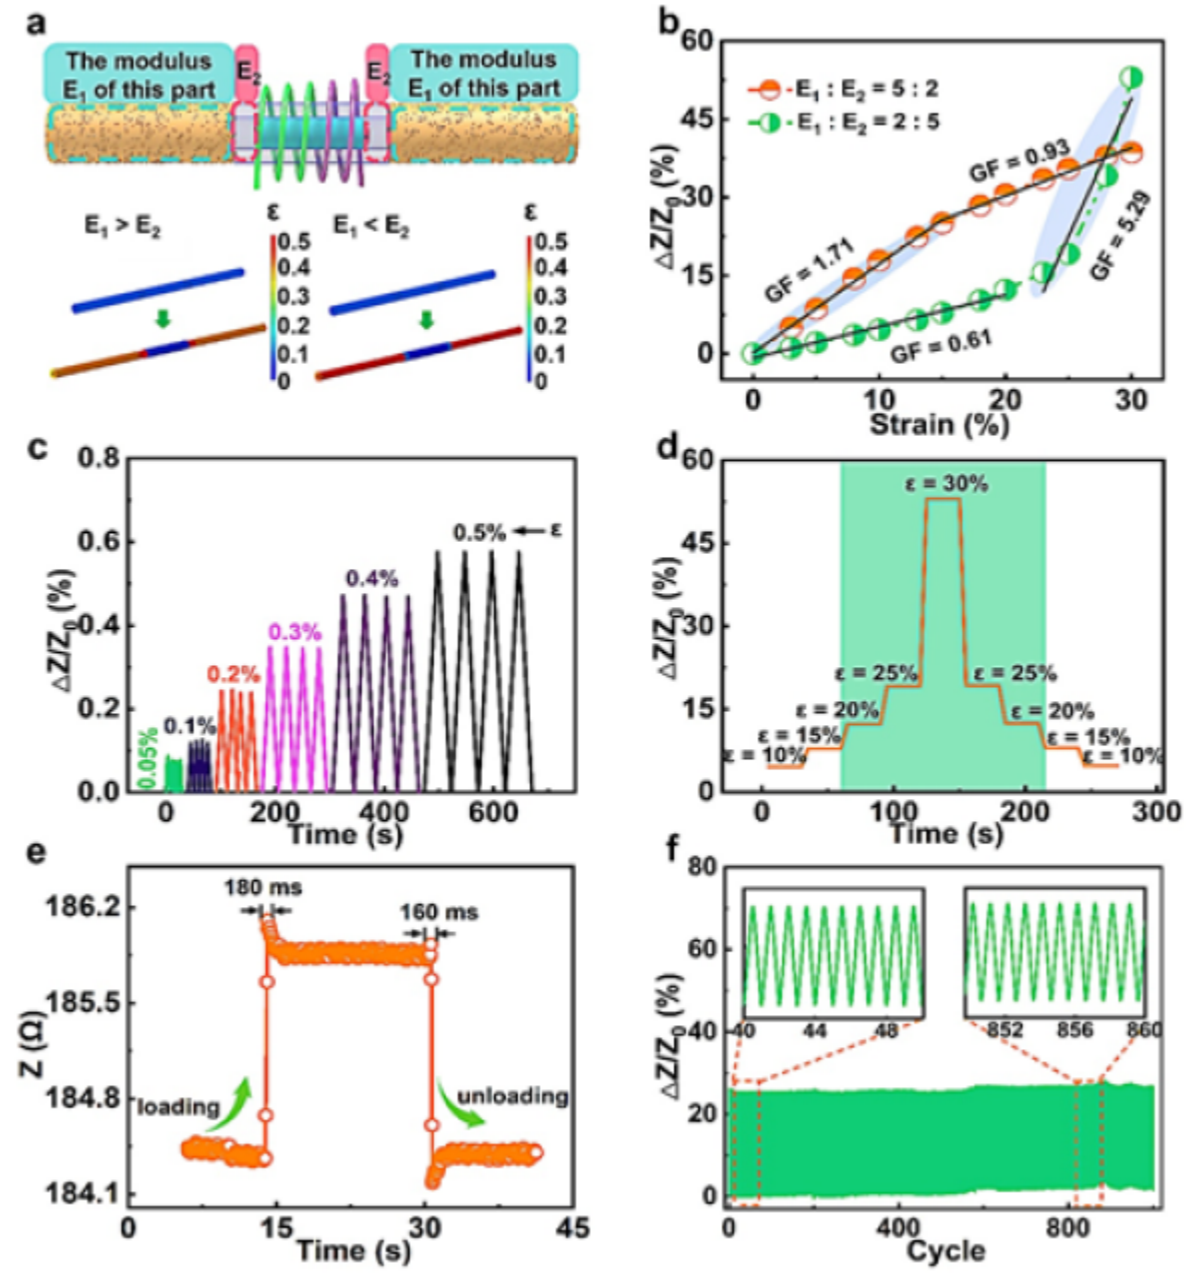 a
The modulus
E₁ of this part
E₂
E₂
The modulus
E₁ of this part
E₁ > E₂
ε
0.5
0.4
0.3
0.2
0.1
0
E₁ < E₂
ε
0.5
0.4
0.3
0.2
0.1
0
b
60
45
30
15
0
△Z/Z₀ (%)
E₁ : E₂ = 5 : 2
E₁ : E₂ = 2 : 5
GF = 1.71
GF = 0.93
GF = 0.61
GF = 5.29
0 10 20 30
Strain (%)
c
0.8
0.6
0.4
0.2
0.0
△Z/Z₀ (%)
0.05%
0.1%
0.2%
0.3%
0.4%
0.5% ε
0 200 400 600
Time (s)
d
60
45
30
15
0
△Z/Z₀ (%)
ε = 30%
ε = 25% ε = 25%
ε = 20% ε = 20%
ε = 15% ε = 15%
ε = 10% ε = 10%
0 100 200 300
Time (s)
e
186.2
185.5
184.8
184.1
Z (Ω)
180 ms
160 ms
loading
unloading
0 15 30 45
Time (s)
f
80
60
40
20
0
△Z/Z₀ (%)
40 44 48
852 856 860
0 400 800
Cycle